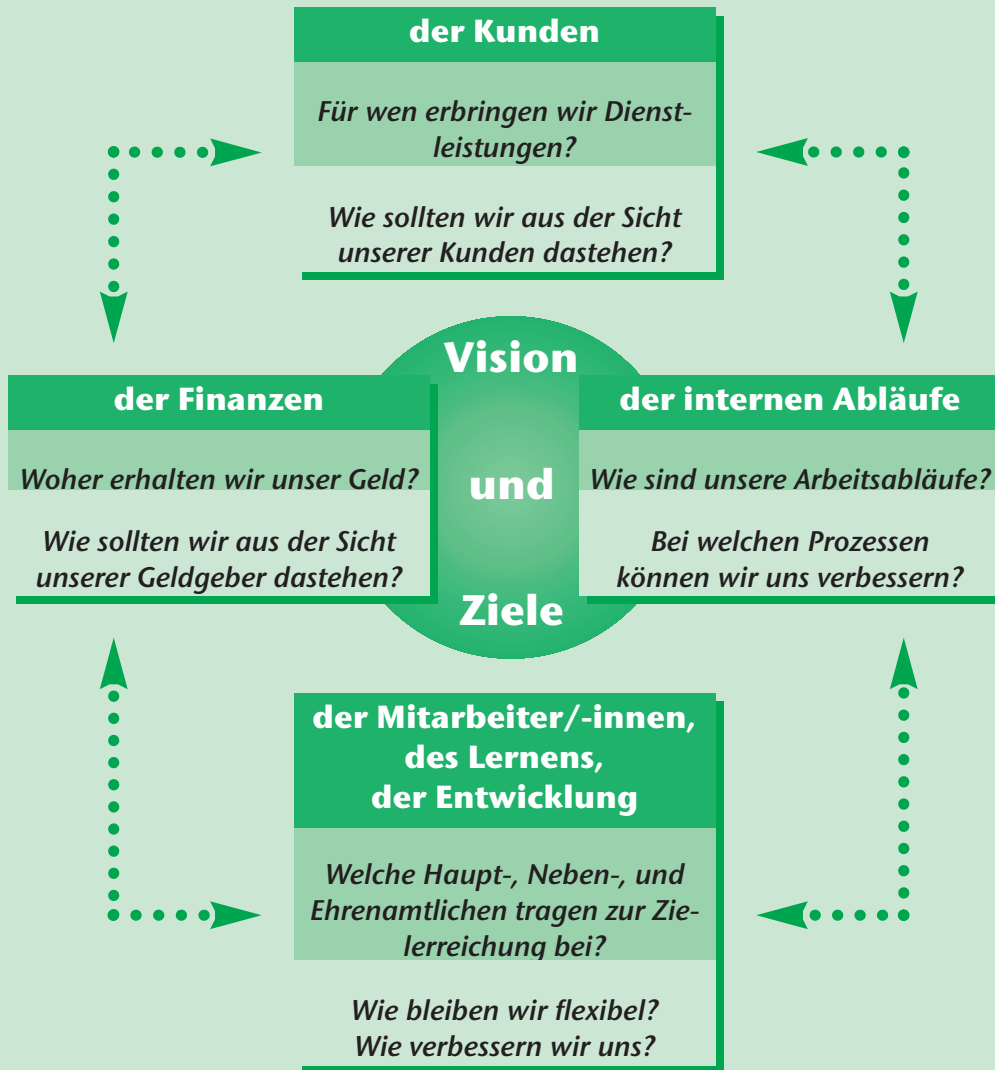 der Kunden
Für wen erbringen wir Dienst-
leistungen?
Wie sollten wir aus der Sicht
unserer Kunden dastehen?
Vision
und
Ziele
der Finanzen
Woher erhalten wir unser Geld?
Wie sollten wir aus der Sicht
unserer Geldgeber dastehen?
der internen Abläufe
Wie sind unsere Arbeitsabläufe?
Bei welchen Prozessen
können wir uns verbessern?
der Mitarbeiter/-innen,
des Lernens,
der Entwicklung
Welche Haupt-, Neben-, und
Ehrenamtlichen tragen zur Zie-
lerreichung bei?
Wie bleiben wir flexibel?
Wie verbessern wir uns?